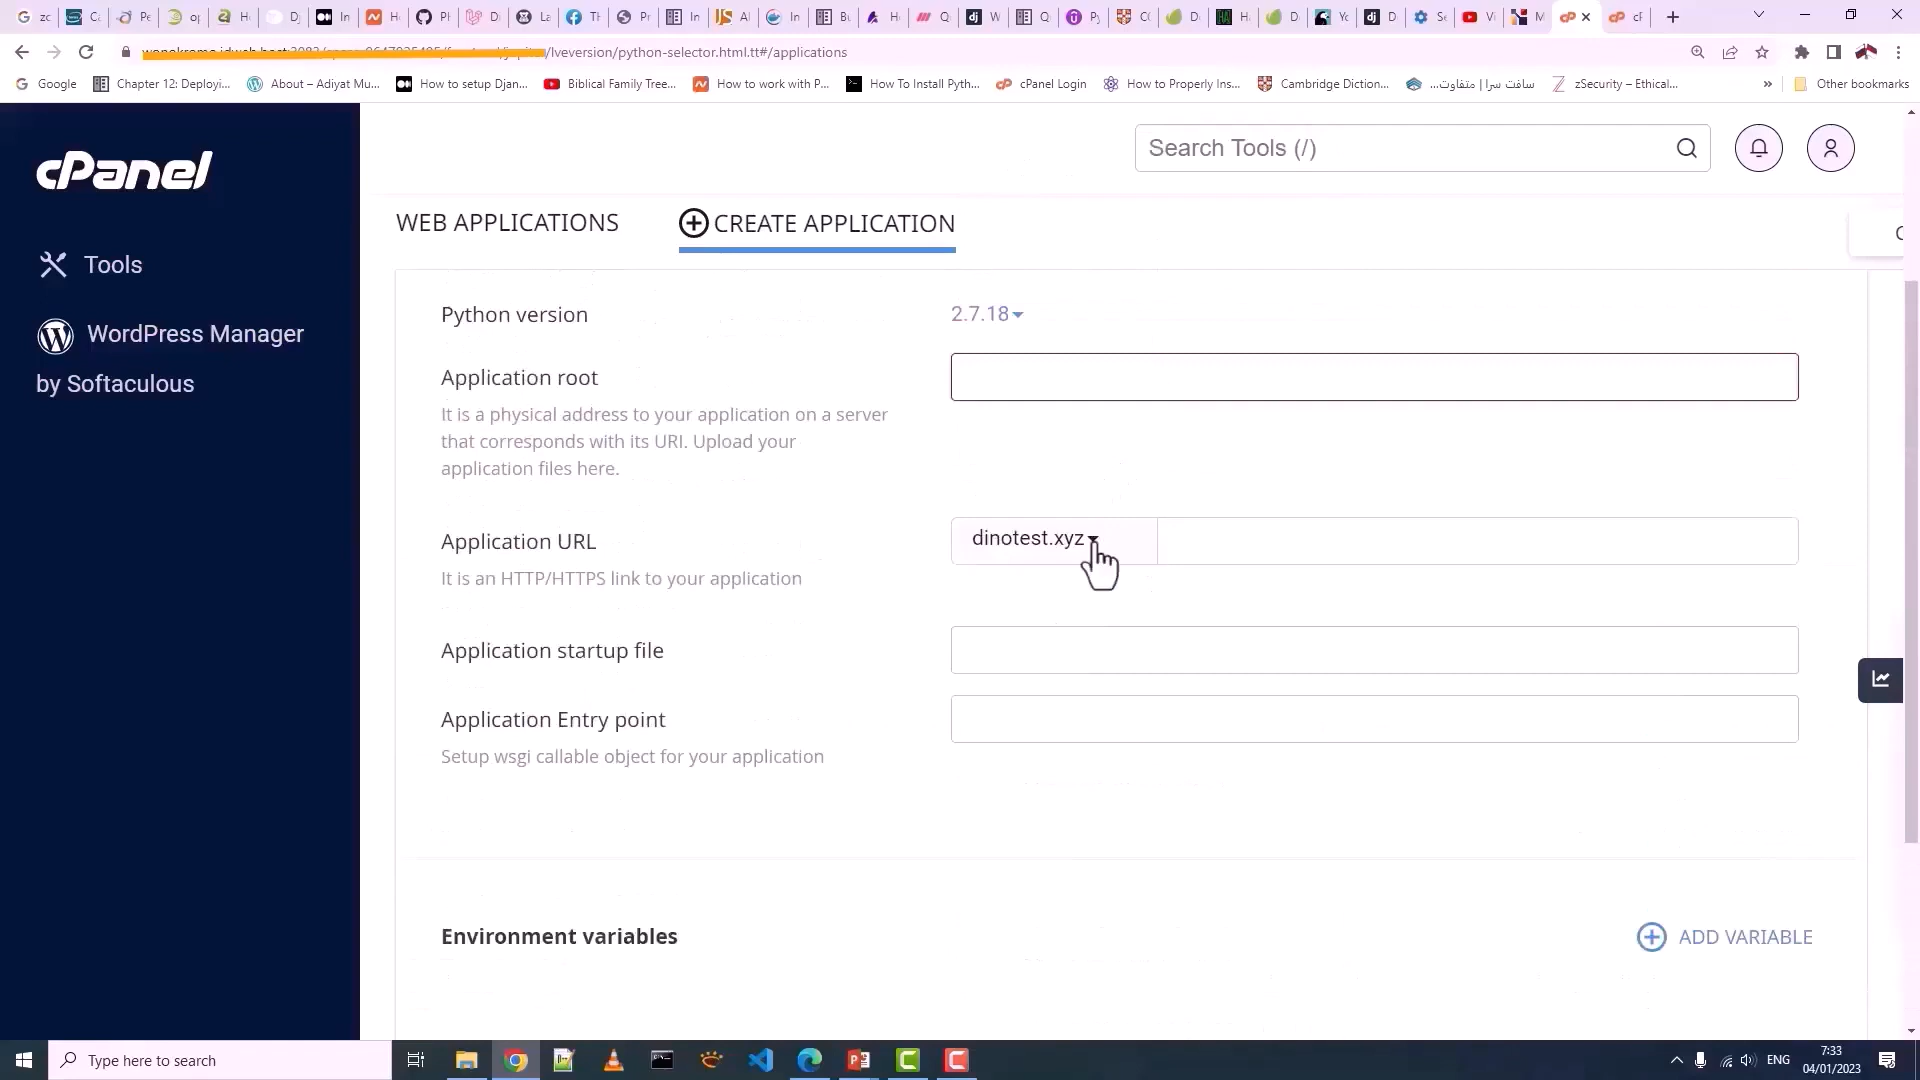 /lveversion/python-selector.html.tt#/applications
Google
Chapter 12: Deployi...
About – Adiyat Mu...
How to setup Djan...
Biblical Family Tree...
How to work with P...
How To Install Pyth...
cPanel Login
How to Properly Ins...
Cambridge Diction...
سافت سرا | متفاوت...
zSecurity – Ethical...
»
Other bookmarks
cPanel
Search Tools (/)
Tools
WordPress Manager
by Softaculous
WEB APPLICATIONS
CREATE APPLICATION
Python version
2.7.18
Application root
It is a physical address to your application on a server
that corresponds with its URI. Upload your
application files here.
Application URL
dinotest.xyz
It is an HTTP/HTTPS link to your application
Application startup file
Application Entry point
Setup wsgi callable object for your application
Environment variables
ADD VARIABLE
Type here to search
ENG
7:33
04/01/2023